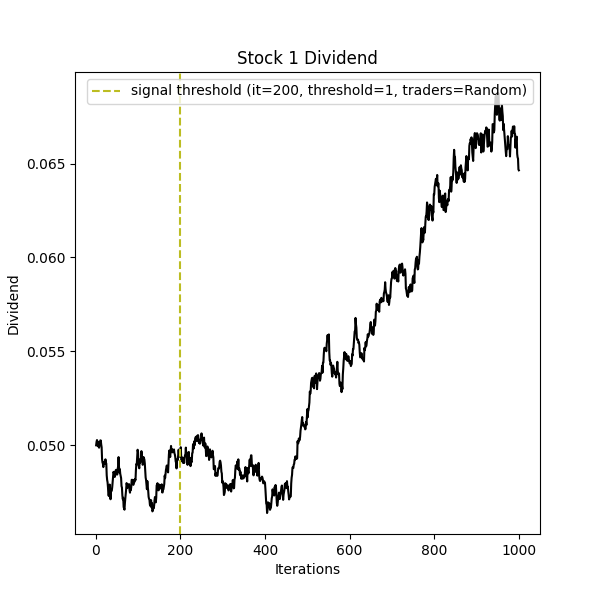 Stock 1 Dividend
signal threshold (it=200, threshold=1, traders=Random)
Dividend
0.065
0.060
0.055
0.050
0 200 400 600 800 1000
Iterations